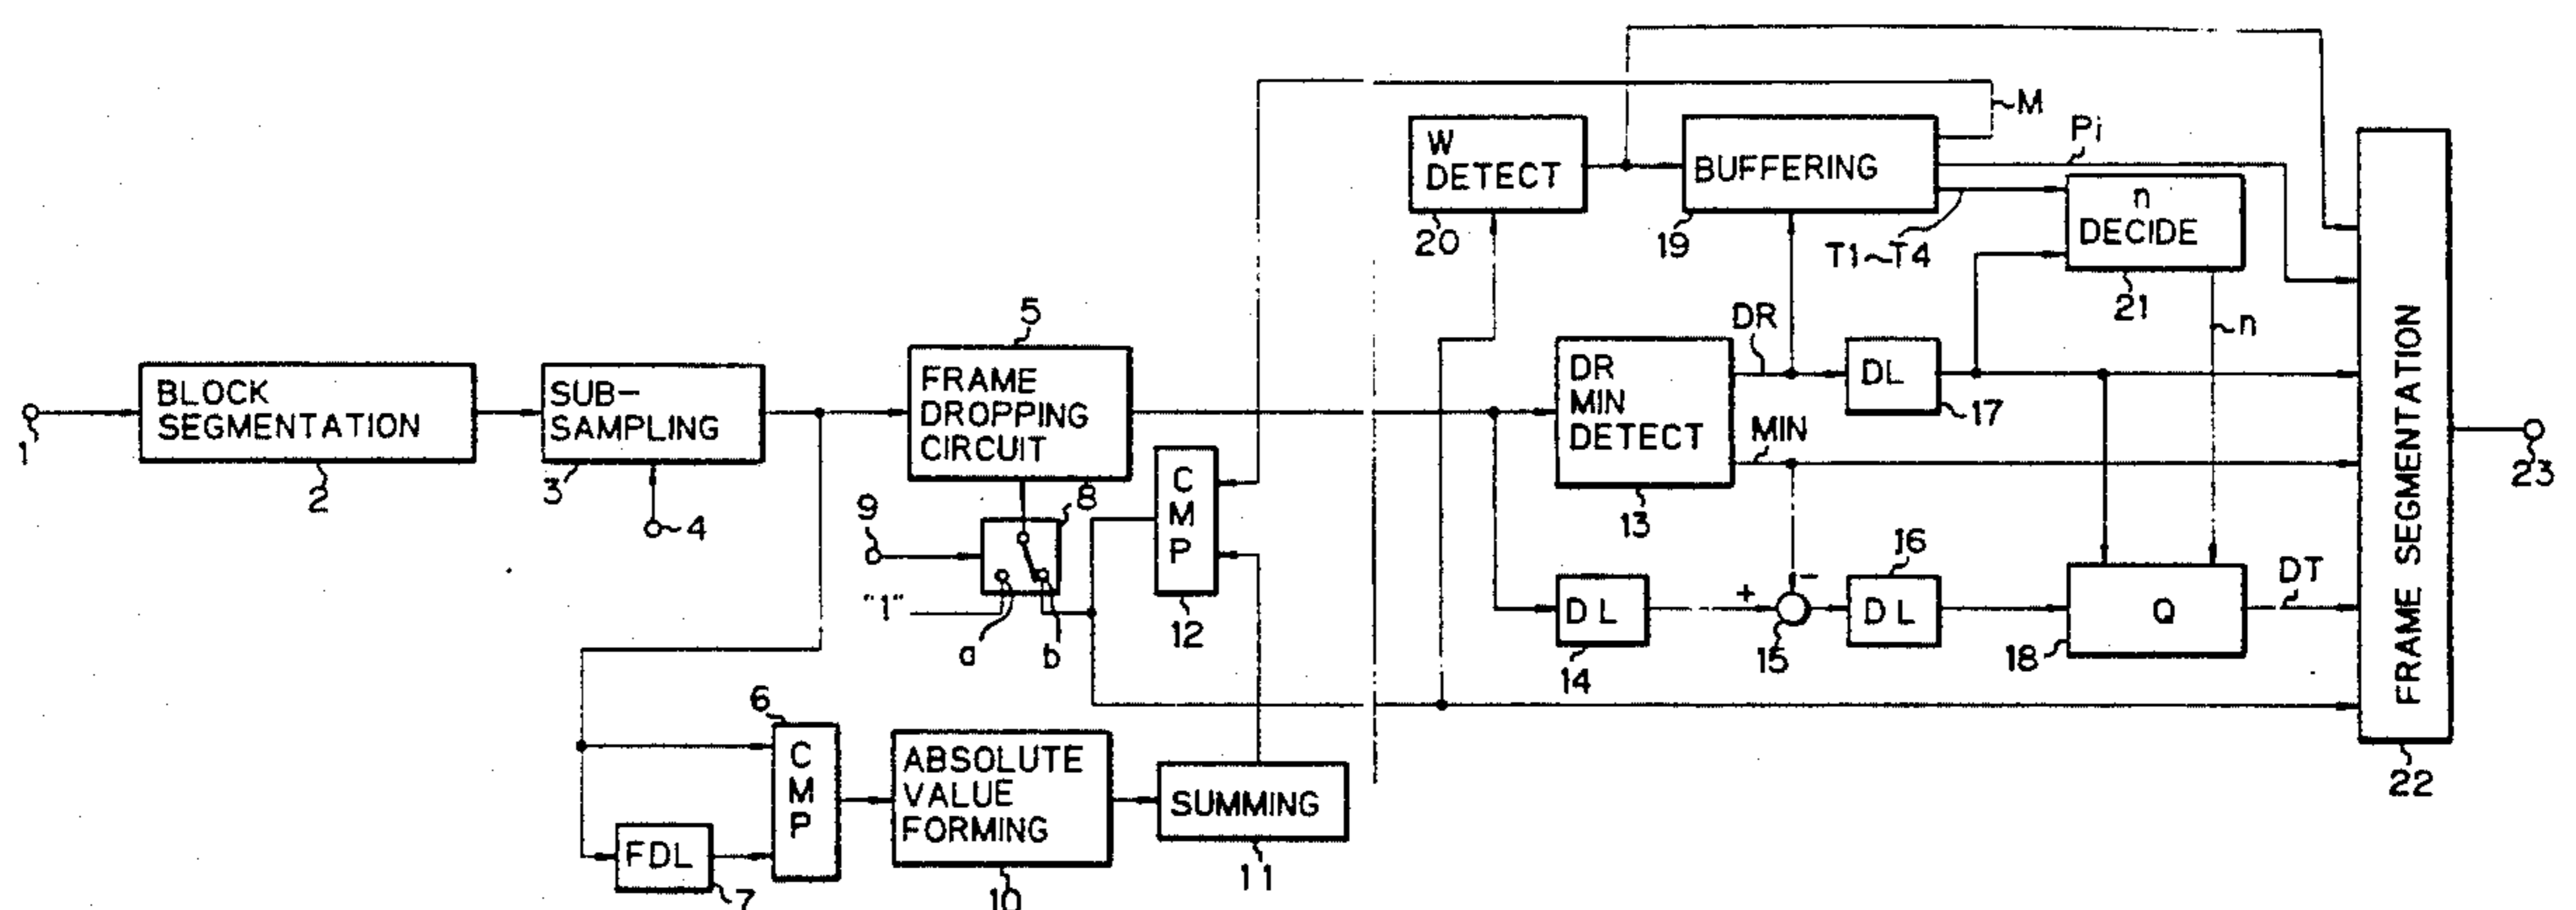 M
Pi
W
DETECT
BUFFERING
n
DECIDE
20
19
T1~T4
21
5
DR
n
BLOCK
SEGMENTATION
SUB-
SAMPLING
FRAME
DROPPING
CIRCUIT
DR
MIN
DETECT
DL
17
MIN
FRAME SEGMENTATION
1
2
3
4
8
9
CMP
13
23
"1"
a
b
12
DL
14
+
-
15
16
DL
18
Q
DT
6
CMP
ABSOLUTE
VALUE
FORMING
SUMMING
22
FDL
7
10
11